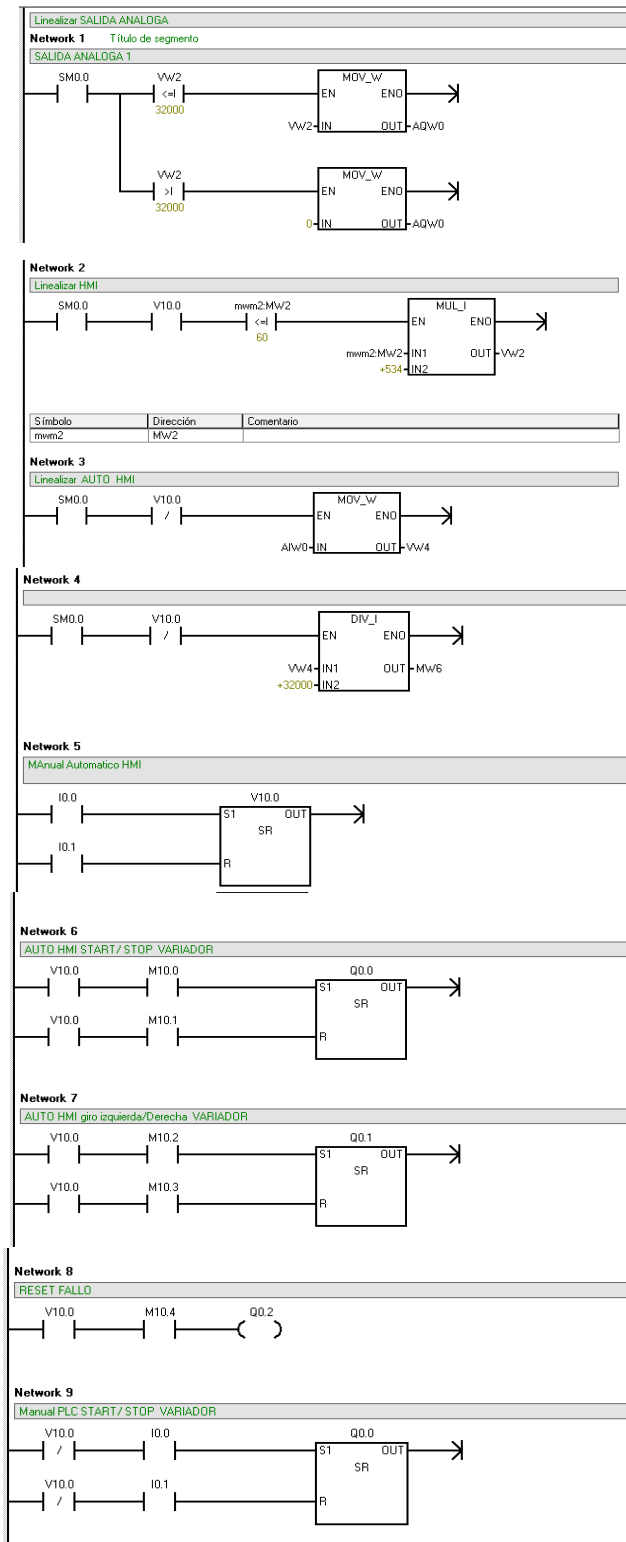 Linealizar SALIDA ANALOGA
Network 1 Título de segmento
SALIDA ANALOGA 1
SM0.0 VW2 MOV_W
<=I EN ENO
32000
VW2 IN OUT AQW0
VW2 MOV_W
>I EN ENO
32000
0 IN OUT AQW0
Network 2
Linealizar HMI
SM0.0 V10.0 mwm2:MW2 MUL_I
<=I EN ENO
60
mwm2:MW2 IN1 OUT VW2
+534 IN2
Símbolo Dirección Comentario
mwm2 MW2
Network 3
Linealizar AUTO HMI
SM0.0 V10.0 MOV_W
/ EN ENO
AIW0 IN OUT VW4
Network 4
SM0.0 V10.0 DIV_I
/ EN ENO
VW4 IN1 OUT MW6
+32000 IN2
Network 5
MAnual Automatico HMI
I0.0 V10.0
S1 OUT
SR
I0.1
R
Network 6
AUTO HMI START/ STOP VARIADOR
V10.0 M10.0 Q0.0
S1 OUT
SR
V10.0 M10.1
R
Network 7
AUTO HMI giro izquierda/Derecha VARIADOR
V10.0 M10.2 Q0.1
S1 OUT
SR
V10.0 M10.3
R
Network 8
RESET FALLO
V10.0 M10.4 Q0.2
Network 9
Manual PLC START/ STOP VARIADOR
V10.0 I0.0 Q0.0
/ S1 OUT
SR
V10.0 I0.1
/ R